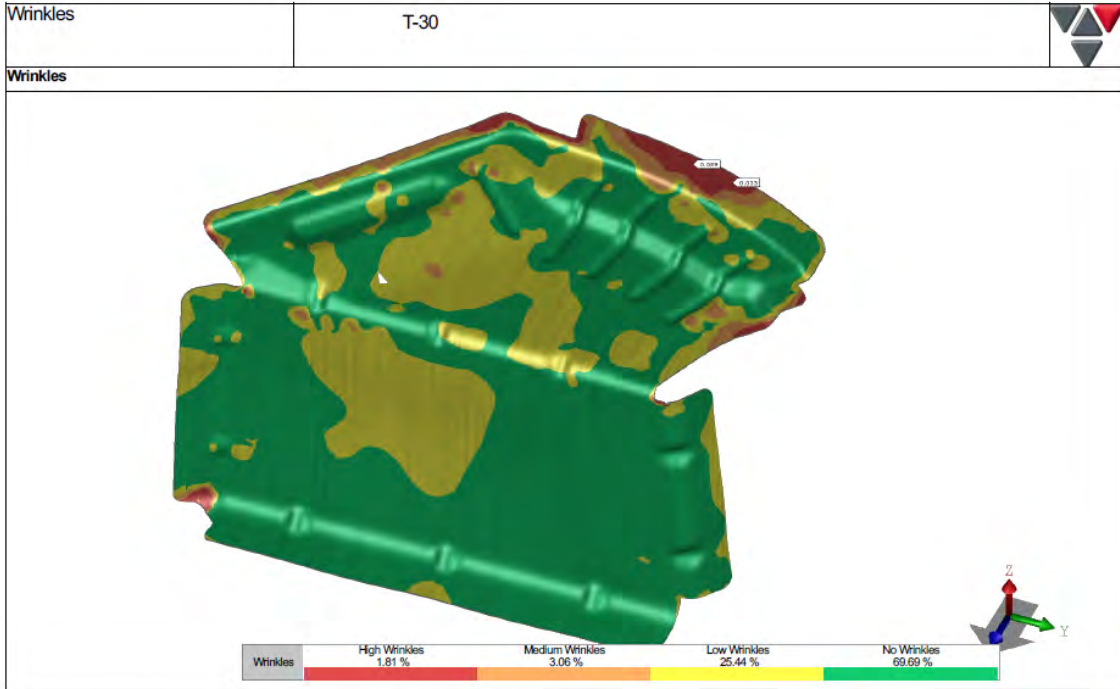 Wrinkles
T-30
Wrinkles
Z
Y
Wrinkles
High Wrinkles
1.81 %
Medium Wrinkles
3.06 %
Low Wrinkles
25.44 %
No Wrinkles
69.69 %